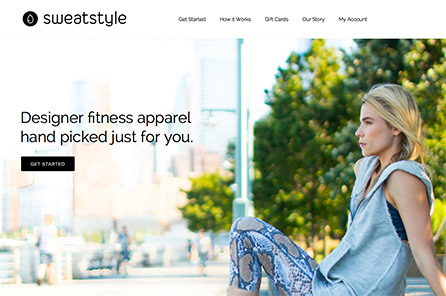 sweatstyle
Get Started How it Works Gift Cards Our Story My Account
Designer fitness apparel
hand picked just for you.
GET STARTED